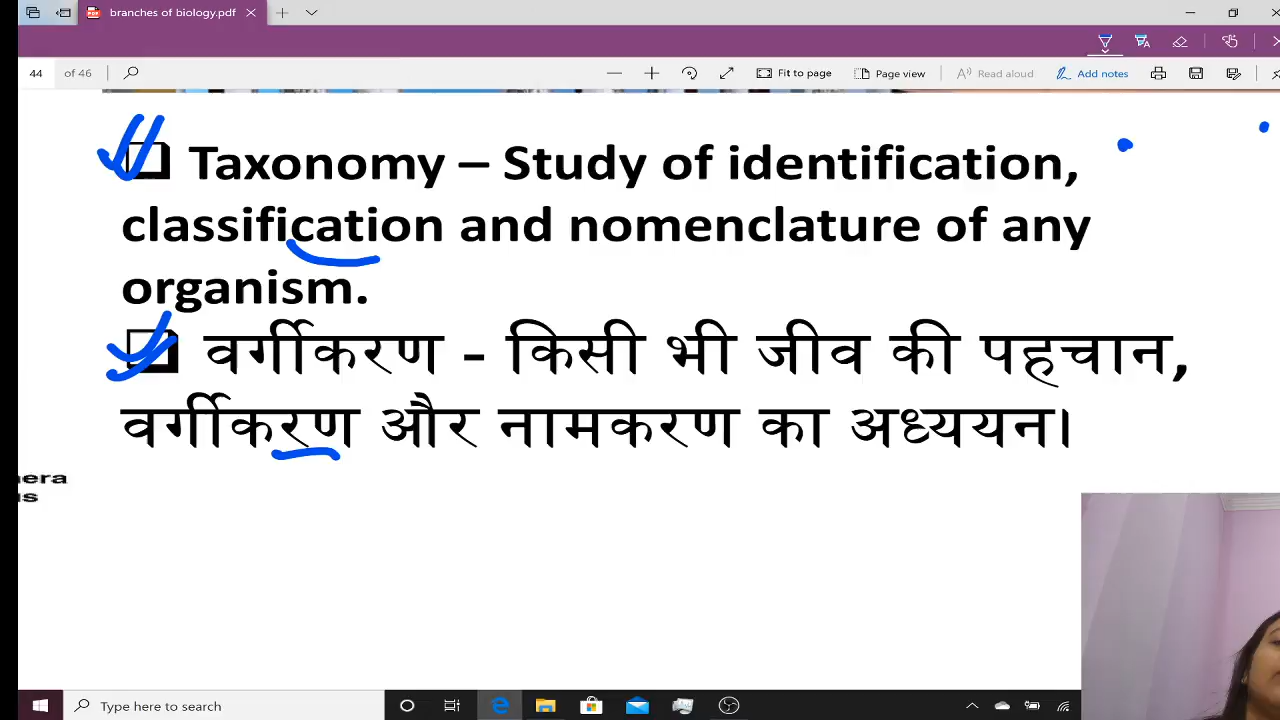 branches of biology.pdf
44 of 46
Fit to page
Page view
Read aloud
Add notes
Taxonomy – Study of identification,
classification and nomenclature of any
organism.
वर्गीकरण - किसी भी जीव की पहचान,
वर्गीकरण और नामकरण का अध्ययन।
Type here to search